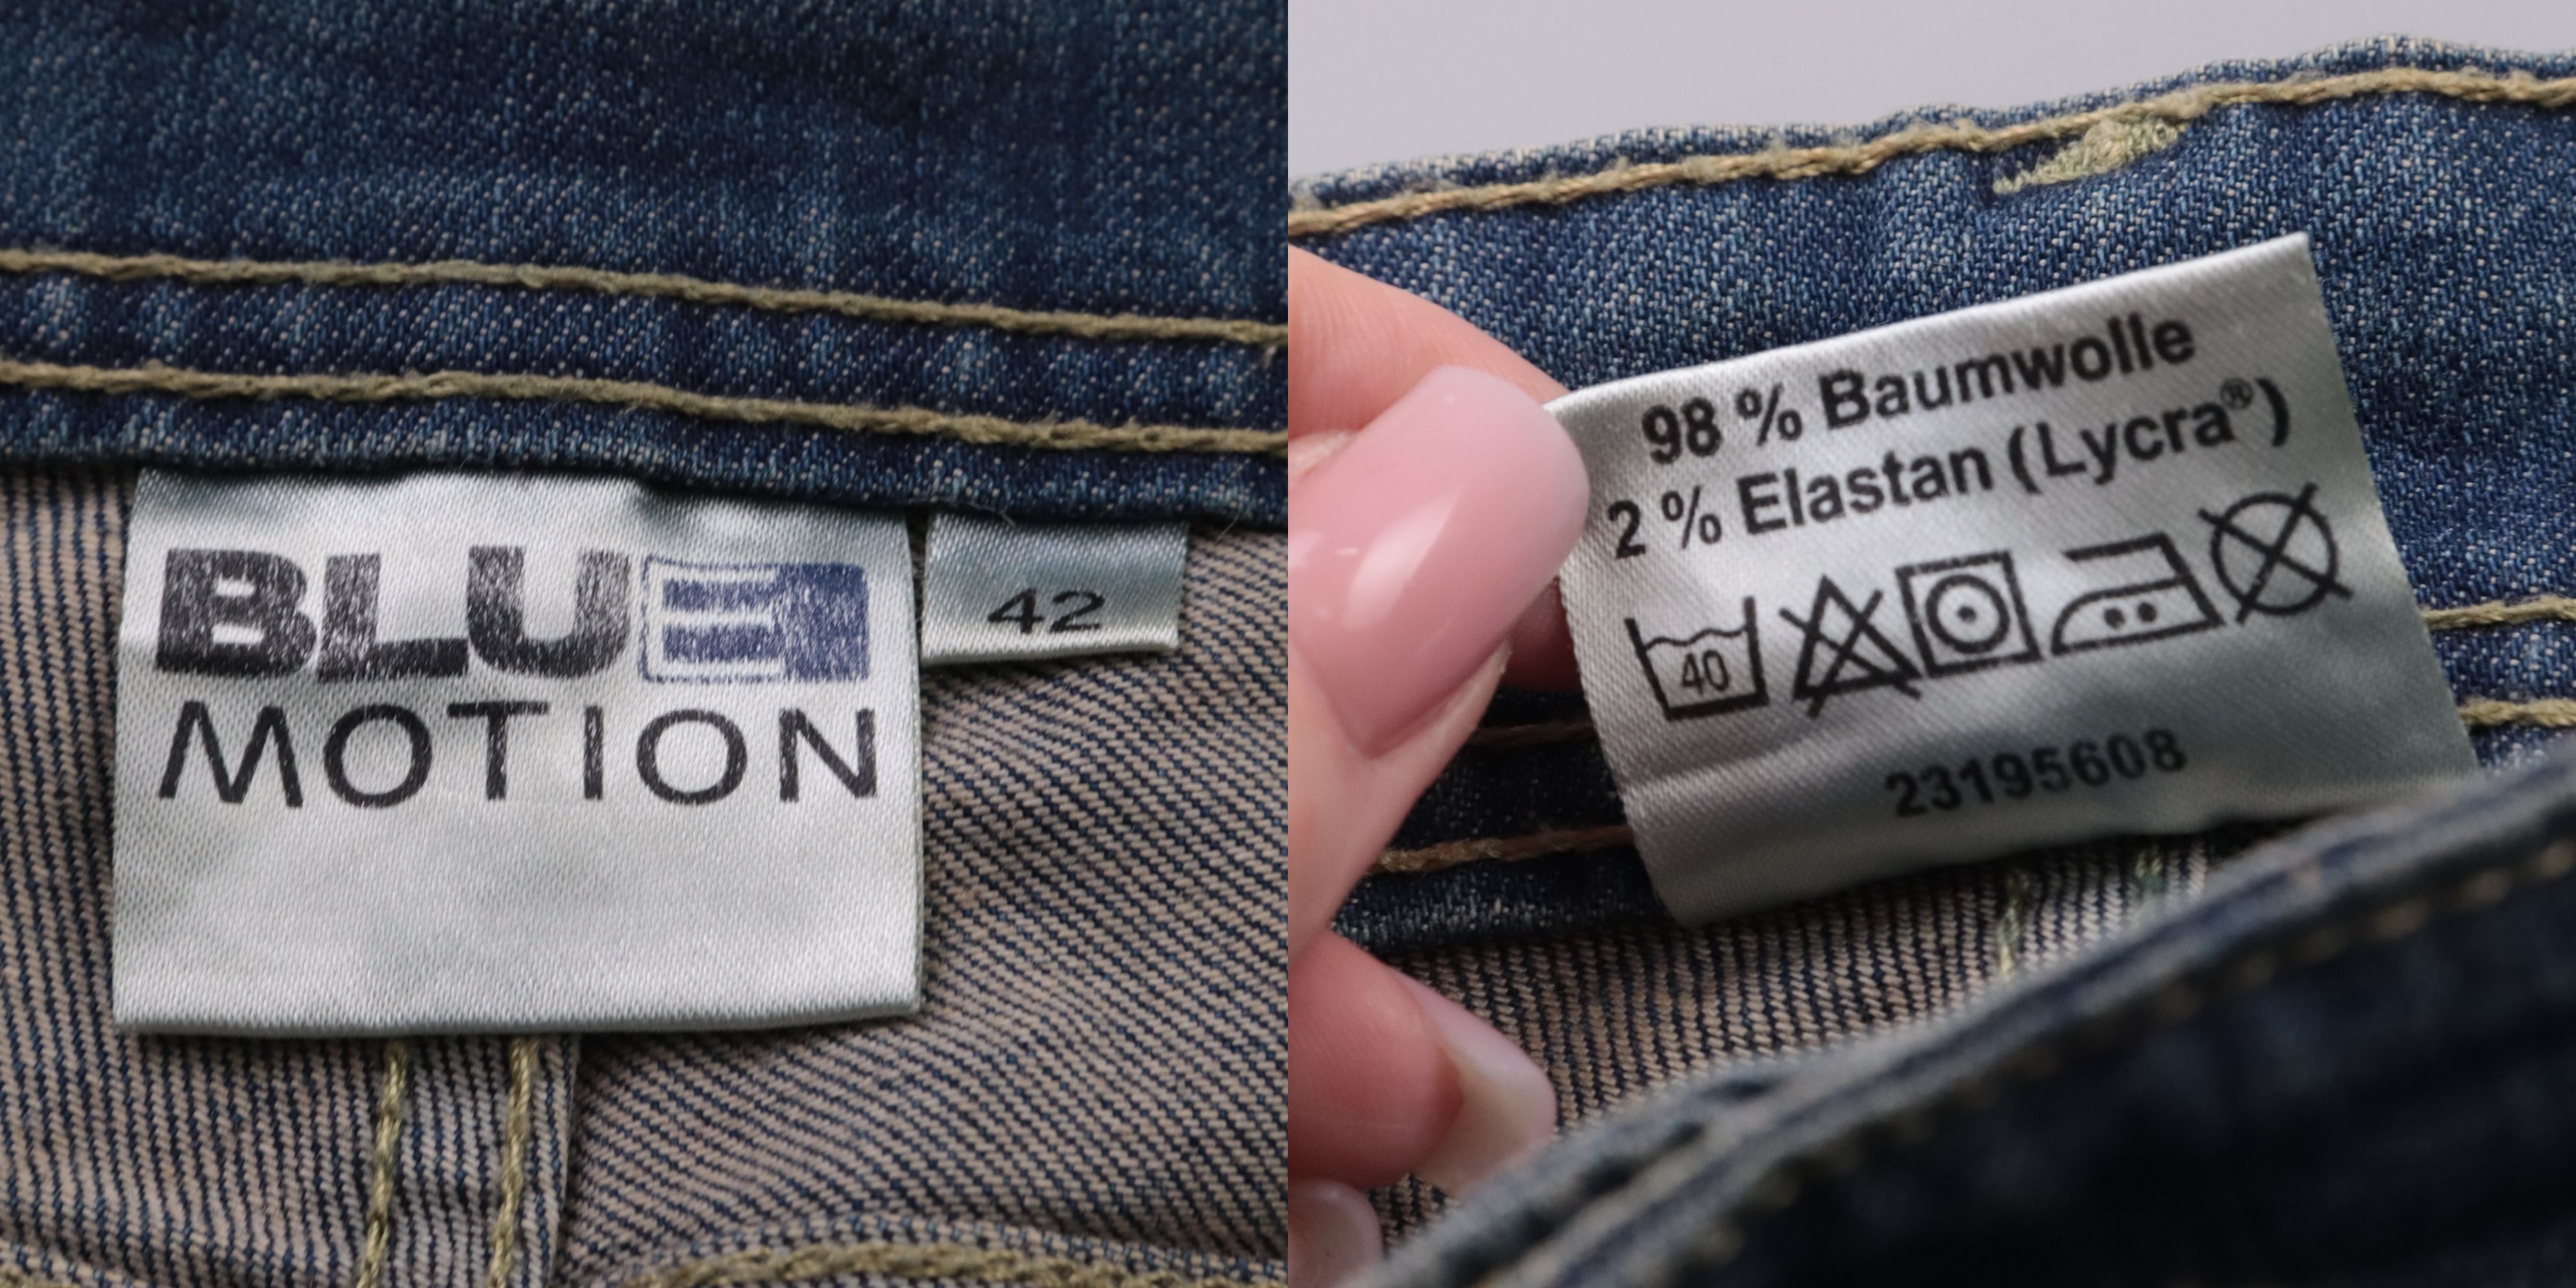 BLUE
MOTION
42
98 % Baumwolle
2 % Elastan (Lycra®)
40
23195608